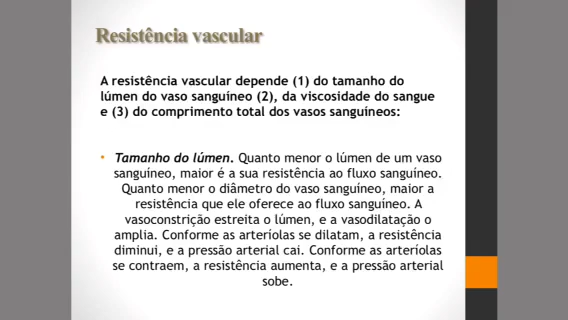 Resistência vascular
A resistência vascular depende (1) do tamanho do
lúmen do vaso sanguíneo (2), da viscosidade do sangue
e (3) do comprimento total dos vasos sanguíneos:
• Tamanho do lúmen. Quanto menor o lúmen de um vaso
sanguíneo, maior é a sua resistência ao fluxo sanguíneo.
Quanto menor o diâmetro do vaso sanguíneo, maior a
resistência que ele oferece ao fluxo sanguíneo. A
vasoconstrição estreita o lúmen, e a vasodilatação o
amplia. Conforme as arteríolas se dilatam, a resistência
diminui, e a pressão arterial cai. Conforme as arteríolas
se contraem, a resistência aumenta, e a pressão arterial
sobe.